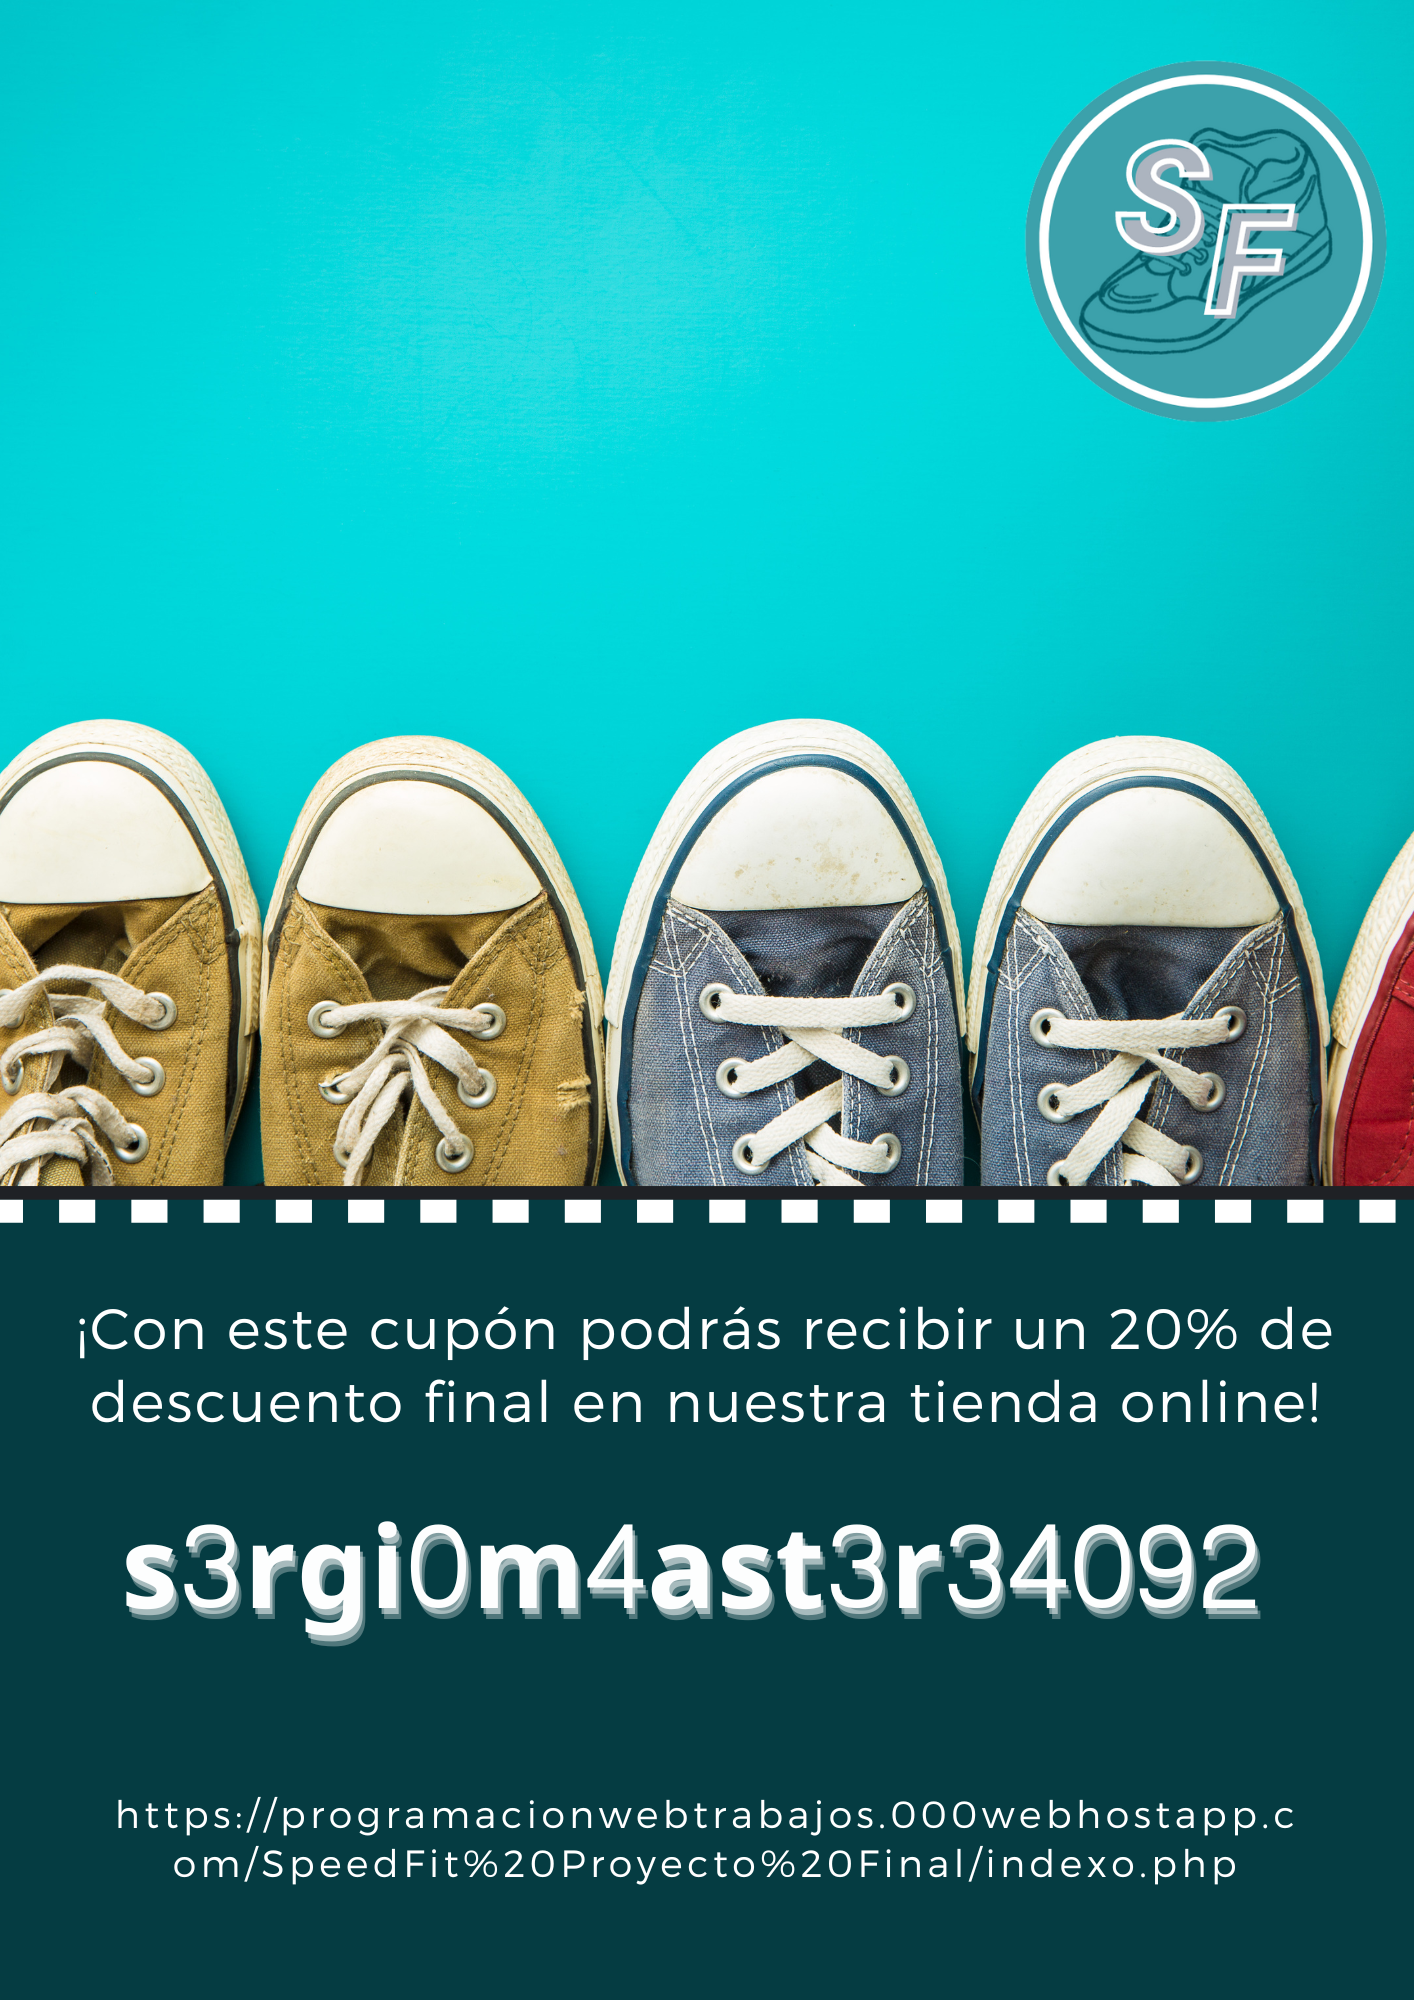 SF
¡Con este cupón podrás recibir un 20% de
descuento final en nuestra tienda online!
s3rgi0m4ast3r34092
https://programacionwebtrabajos.000webhostapp.c
om/SpeedFit%20Proyecto%20Final/indexo.php